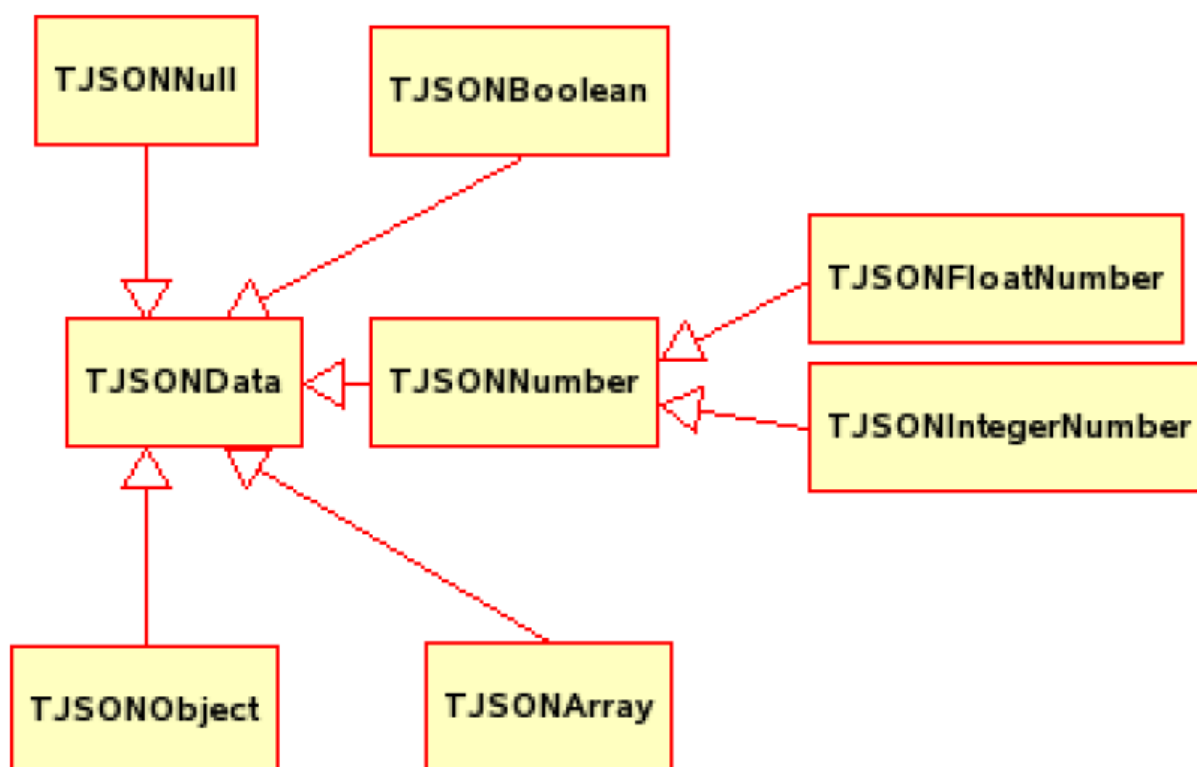 TJSONNull
TJSONBoolean
TJSONFloatNumber
TJSONData
TJSONNumber
TJSONIntegerNumber
TJSONObject
TJSONArray